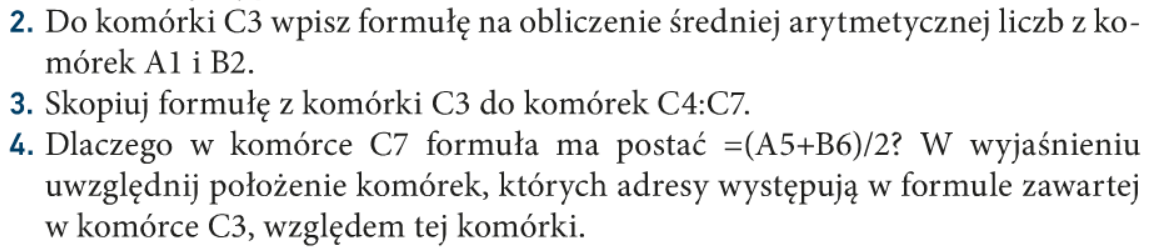 2. Do komórki C3 wpisz formułę na obliczenie średniej arytmetycznej liczb z ko-
mórek A1 i B2.
3. Skopiuj formułę z komórki C3 do komórek C4:C7.
4. Dlaczego w komórce C7 formuła ma postać =(A5+B6)/2? W wyjaśnieniu
uwzględnij położenie komórek, których adresy występują w formule zawartej
w komórce C3, względem tej komórki.